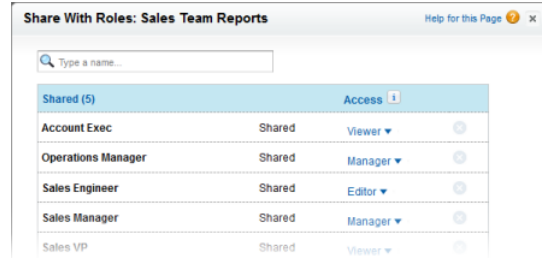 Share With Roles: Sales Team Reports Help for this Page ? x
Type a name...
Shared (5) Access i
Account Exec Shared Viewer ▼
Operations Manager Shared Manager ▼
Sales Engineer Shared Editor ▼
Sales Manager Shared Manager ▼
Sales VP Shared Viewer ▼